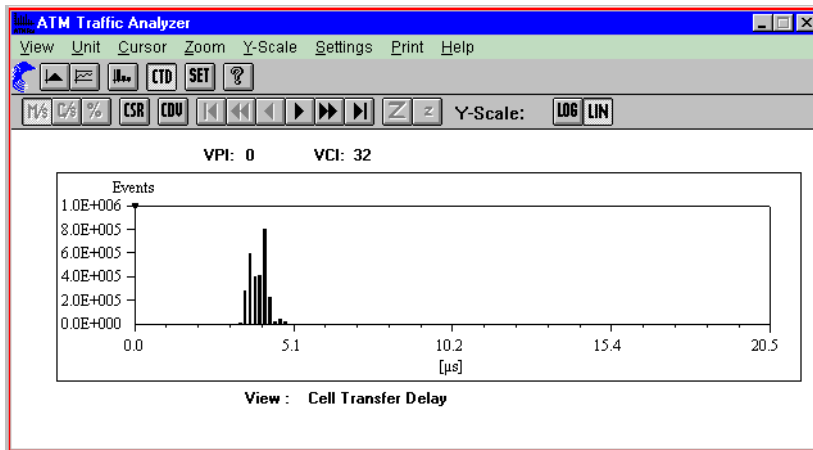 ATM Traffic Analyzer
View Unit Cursor Zoom Y-Scale Settings Print Help
CTD SET ?
M/s C/s % CSR CDV Z z Y-Scale: LOG LIN
VPI: 0 VCI: 32
Events
1.0E+006
8.0E+005
6.0E+005
4.0E+005
2.0E+005
0.0E+000
0.0 5.1 10.2 15.4 20.5
[µs]
View : Cell Transfer Delay